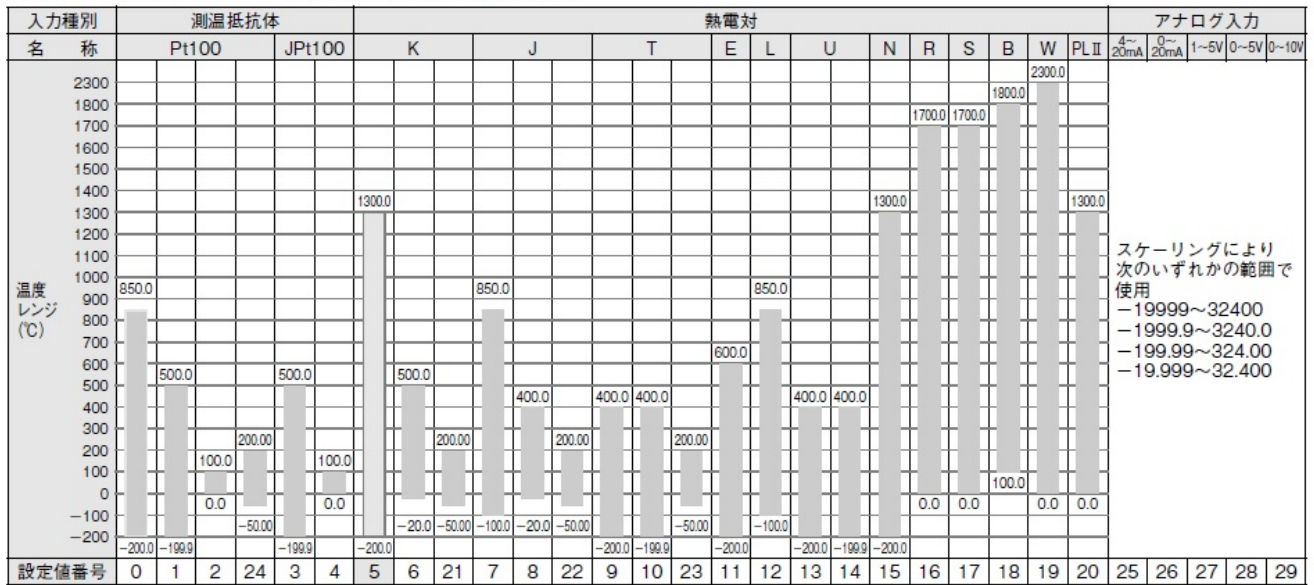 入力種別 測温抵抗体 熱電対 アナログ入力
名 称 Pt100 JPt100 K J T E L U N R S B W PLⅡ 4～20mA 0～20mA 1～5V 0～5V 0～10V
温度レンジ(℃)
2300
1800
1700
1600
1500
1400
1300
1200
1100
1000
900
800
700
600
500
400
300
200
100
0
−100
−200
2300.0
1800.0
1700.0 1700.0
1300.0 1300.0 1300.0
850.0 850.0 850.0
600.0
500.0 500.0 500.0
400.0 400.0 400.0 400.0 400.0
200.00 200.00 200.00 200.00
100.0 100.0
100.0
0.0 0.0 0.0 0.0 0.0 0.0
−50.00 −20.0 −50.00 −100.0 −20.0 −50.00 −50.00 −100.0
−200.0 −199.9 −199.9 −200.0 −200.0 −199.9 −200.0 −200.0 −199.9 −200.0
スケーリングにより
次のいずれかの範囲で
使用
−19999～32400
−1999.9～3240.0
−199.99～324.00
−19.999～32.400
設定値番号 0 1 2 24 3 4 5 6 21 7 8 22 9 10 23 11 12 13 14 15 16 17 18 19 20 25 26 27 28 29